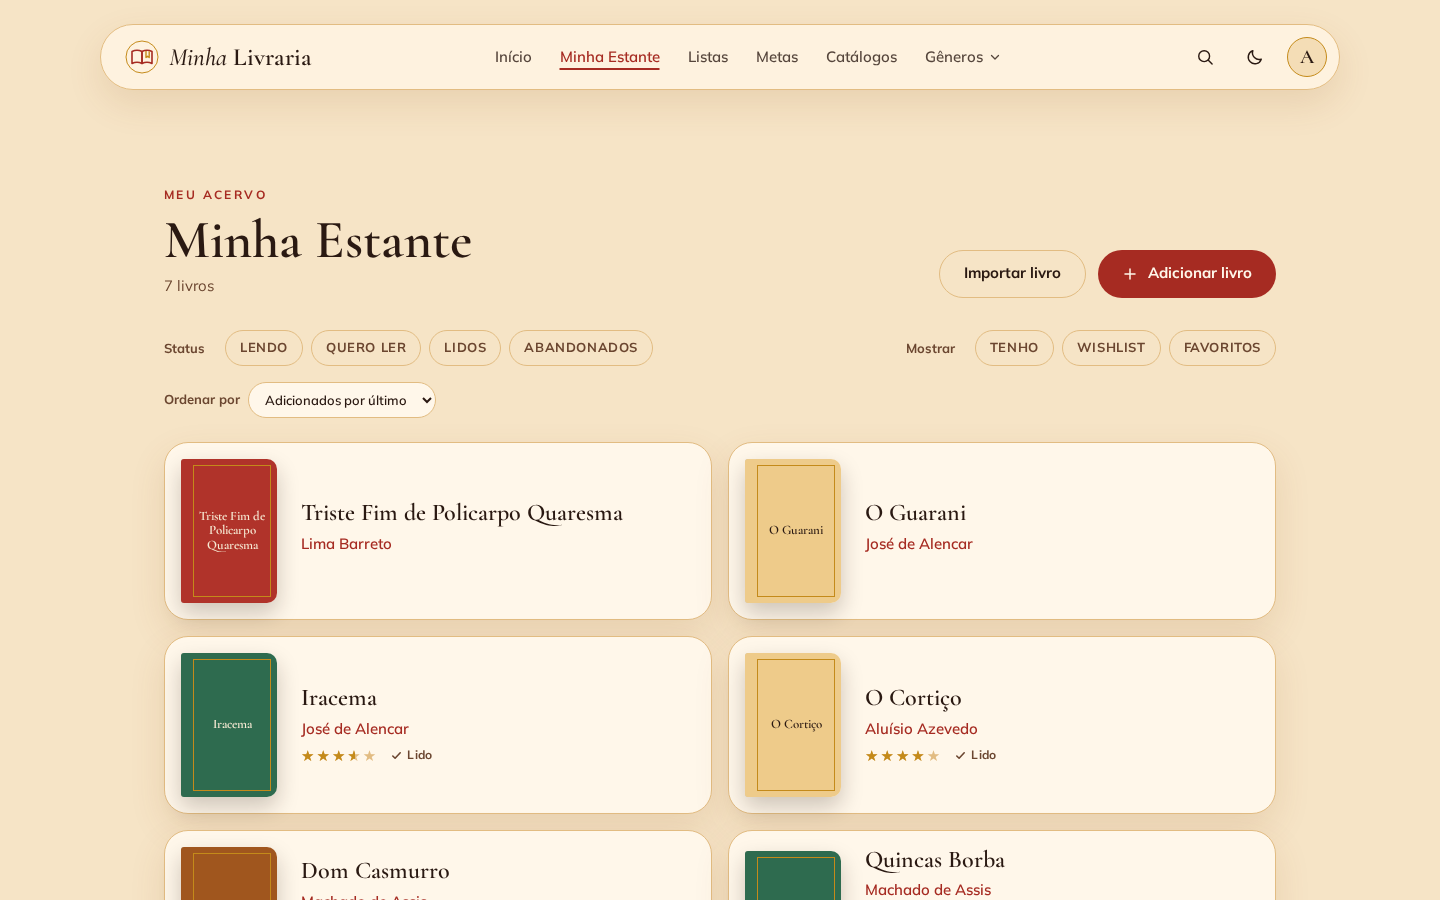 Minha Livraria
Início
Minha Estante
Listas
Metas
Catálogos
Gêneros
A
MEU ACERVO
Minha Estante
7 livros
Importar livro
Adicionar livro
Status
LENDO
QUERO LER
LIDOS
ABANDONADOS
Mostrar
TENHO
WISHLIST
FAVORITOS
Ordenar por
Adicionados por último
Triste Fim de
Policarpo
Quaresma
Triste Fim de Policarpo Quaresma
Lima Barreto
O Guarani
O Guarani
José de Alencar
Iracema
Iracema
José de Alencar
Lido
O Cortiço
O Cortiço
Aluísio Azevedo
Lido
Dom Casmurro
Machado de Assis
Quincas Borba
Machado de Assis